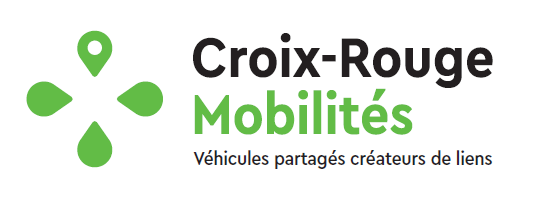 Croix-Rouge
Mobilités
Véhicules partagés créateurs de liens